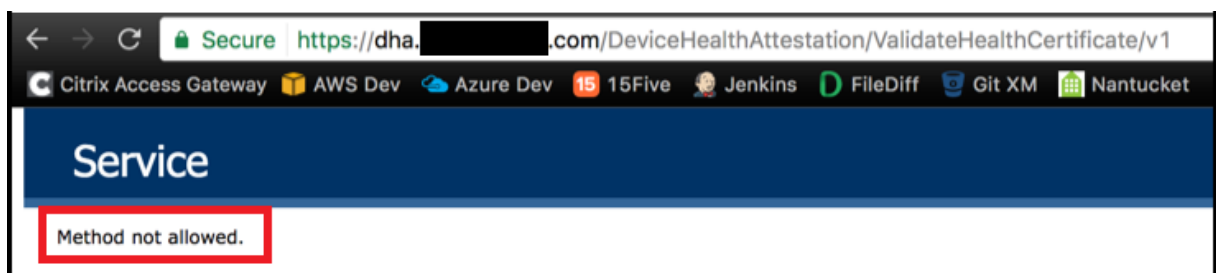 Secure https://dha. .com/DeviceHealthAttestation/ValidateHealthCertificate/v1
C Citrix Access Gateway AWS Dev Azure Dev 15 15Five Jenkins D FileDiff Git XM Nantucket
Service
Method not allowed.